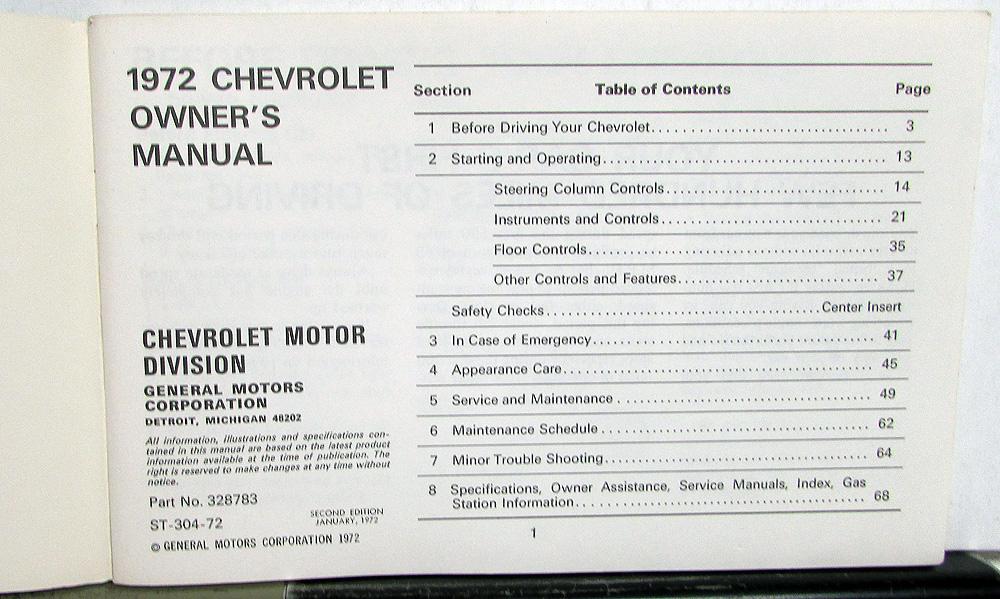 1972 CHEVROLET
OWNER'S
MANUAL
CHEVROLET MOTOR
DIVISION
GENERAL MOTORS
CORPORATION
DETROIT, MICHIGAN 48202
All information, illustrations and specifications con-
tained in this manual are based on the latest product
information available at the time of publication. The
right is reserved to make changes at any time without
notice.
Part No. 328783
ST-304-72
SECOND EDITION
JANUARY, 1972
© GENERAL MOTORS CORPORATION 1972
Section Table of Contents Page
1 Before Driving Your Chevrolet. . . . . . . . . . . . . . . . . . . . . . . . . . . . . . 3
2 Starting and Operating. . . . . . . . . . . . . . . . . . . . . . . . . . . . . . . . . . . . 13
Steering Column Controls. . . . . . . . . . . . . . . . . . . . . . . . . . . . 14
Instruments and Controls. . . . . . . . . . . . . . . . . . . . . . . . . . . . 21
Floor Controls. . . . . . . . . . . . . . . . . . . . . . . . . . . . . . . . . . . . . 35
Other Controls and Features. . . . . . . . . . . . . . . . . . . . . . . . . 37
Safety Checks. . . . . . . . . . . . . . . . . . . . . . . . . . . . . . . . . . .Center Insert
3 In Case of Emergency. . . . . . . . . . . . . . . . . . . . . . . . . . . . . . . . . . . 41
4 Appearance Care. . . . . . . . . . . . . . . . . . . . . . . . . . . . . . . . . . . . . . . 45
5 Service and Maintenance . . . . . . . . . . . . . . . . . . . . . . . . . . . . . . . . 49
6 Maintenance Schedule . . . . . . . . . . . . . . . . . . . . . . . . . . . . . . . . . . 62
7 Minor Trouble Shooting. . . . . . . . . . . . . . . . . . . . . . . . . . . . . . . . . 64
8 Specifications, Owner Assistance, Service Manuals, Index, Gas
Station Information. . . . . . . . . . . . . . . . . . . . . . . . . . . . . . . . . . . . . 68
1